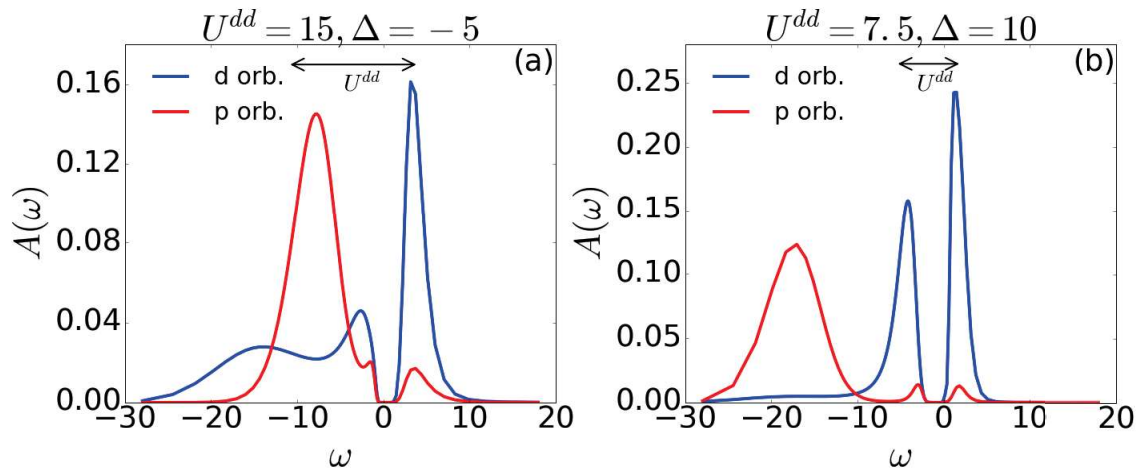 U^{dd} = 15, Δ = −5
(a)
U^{dd}
d orb.
p orb.
0.16
0.12
0.08
0.04
0.00
A(ω)
−30 −20 −10 0 10 20
ω
U^{dd} = 7.5, Δ = 10
(b)
U^{dd}
d orb.
p orb.
0.25
0.20
0.15
0.10
0.05
0.00
A(ω)
−30 −20 −10 0 10 20
ω